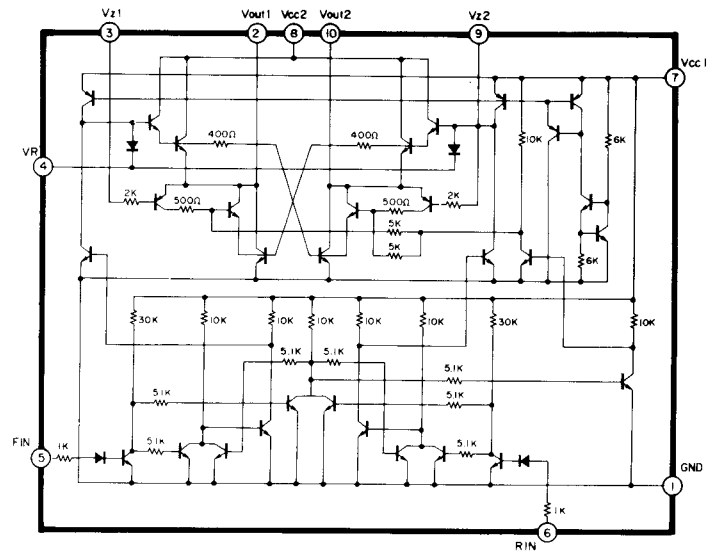 Vz1 Vout1 Vcc2 Vout2 Vz2
3 2 8 10 9
Vcc1
7
400Ω 400Ω 10K 6K
VR
4
2K 500Ω 500Ω 2K
5K
5K 6K
30K 10K 10K 10K 10K 10K 30K 10K
5.1K 5.1K
5.1K
5.1K 5.1K
FIN
5 1K 5.1K 5.1K
GND
1
1K
6
RIN